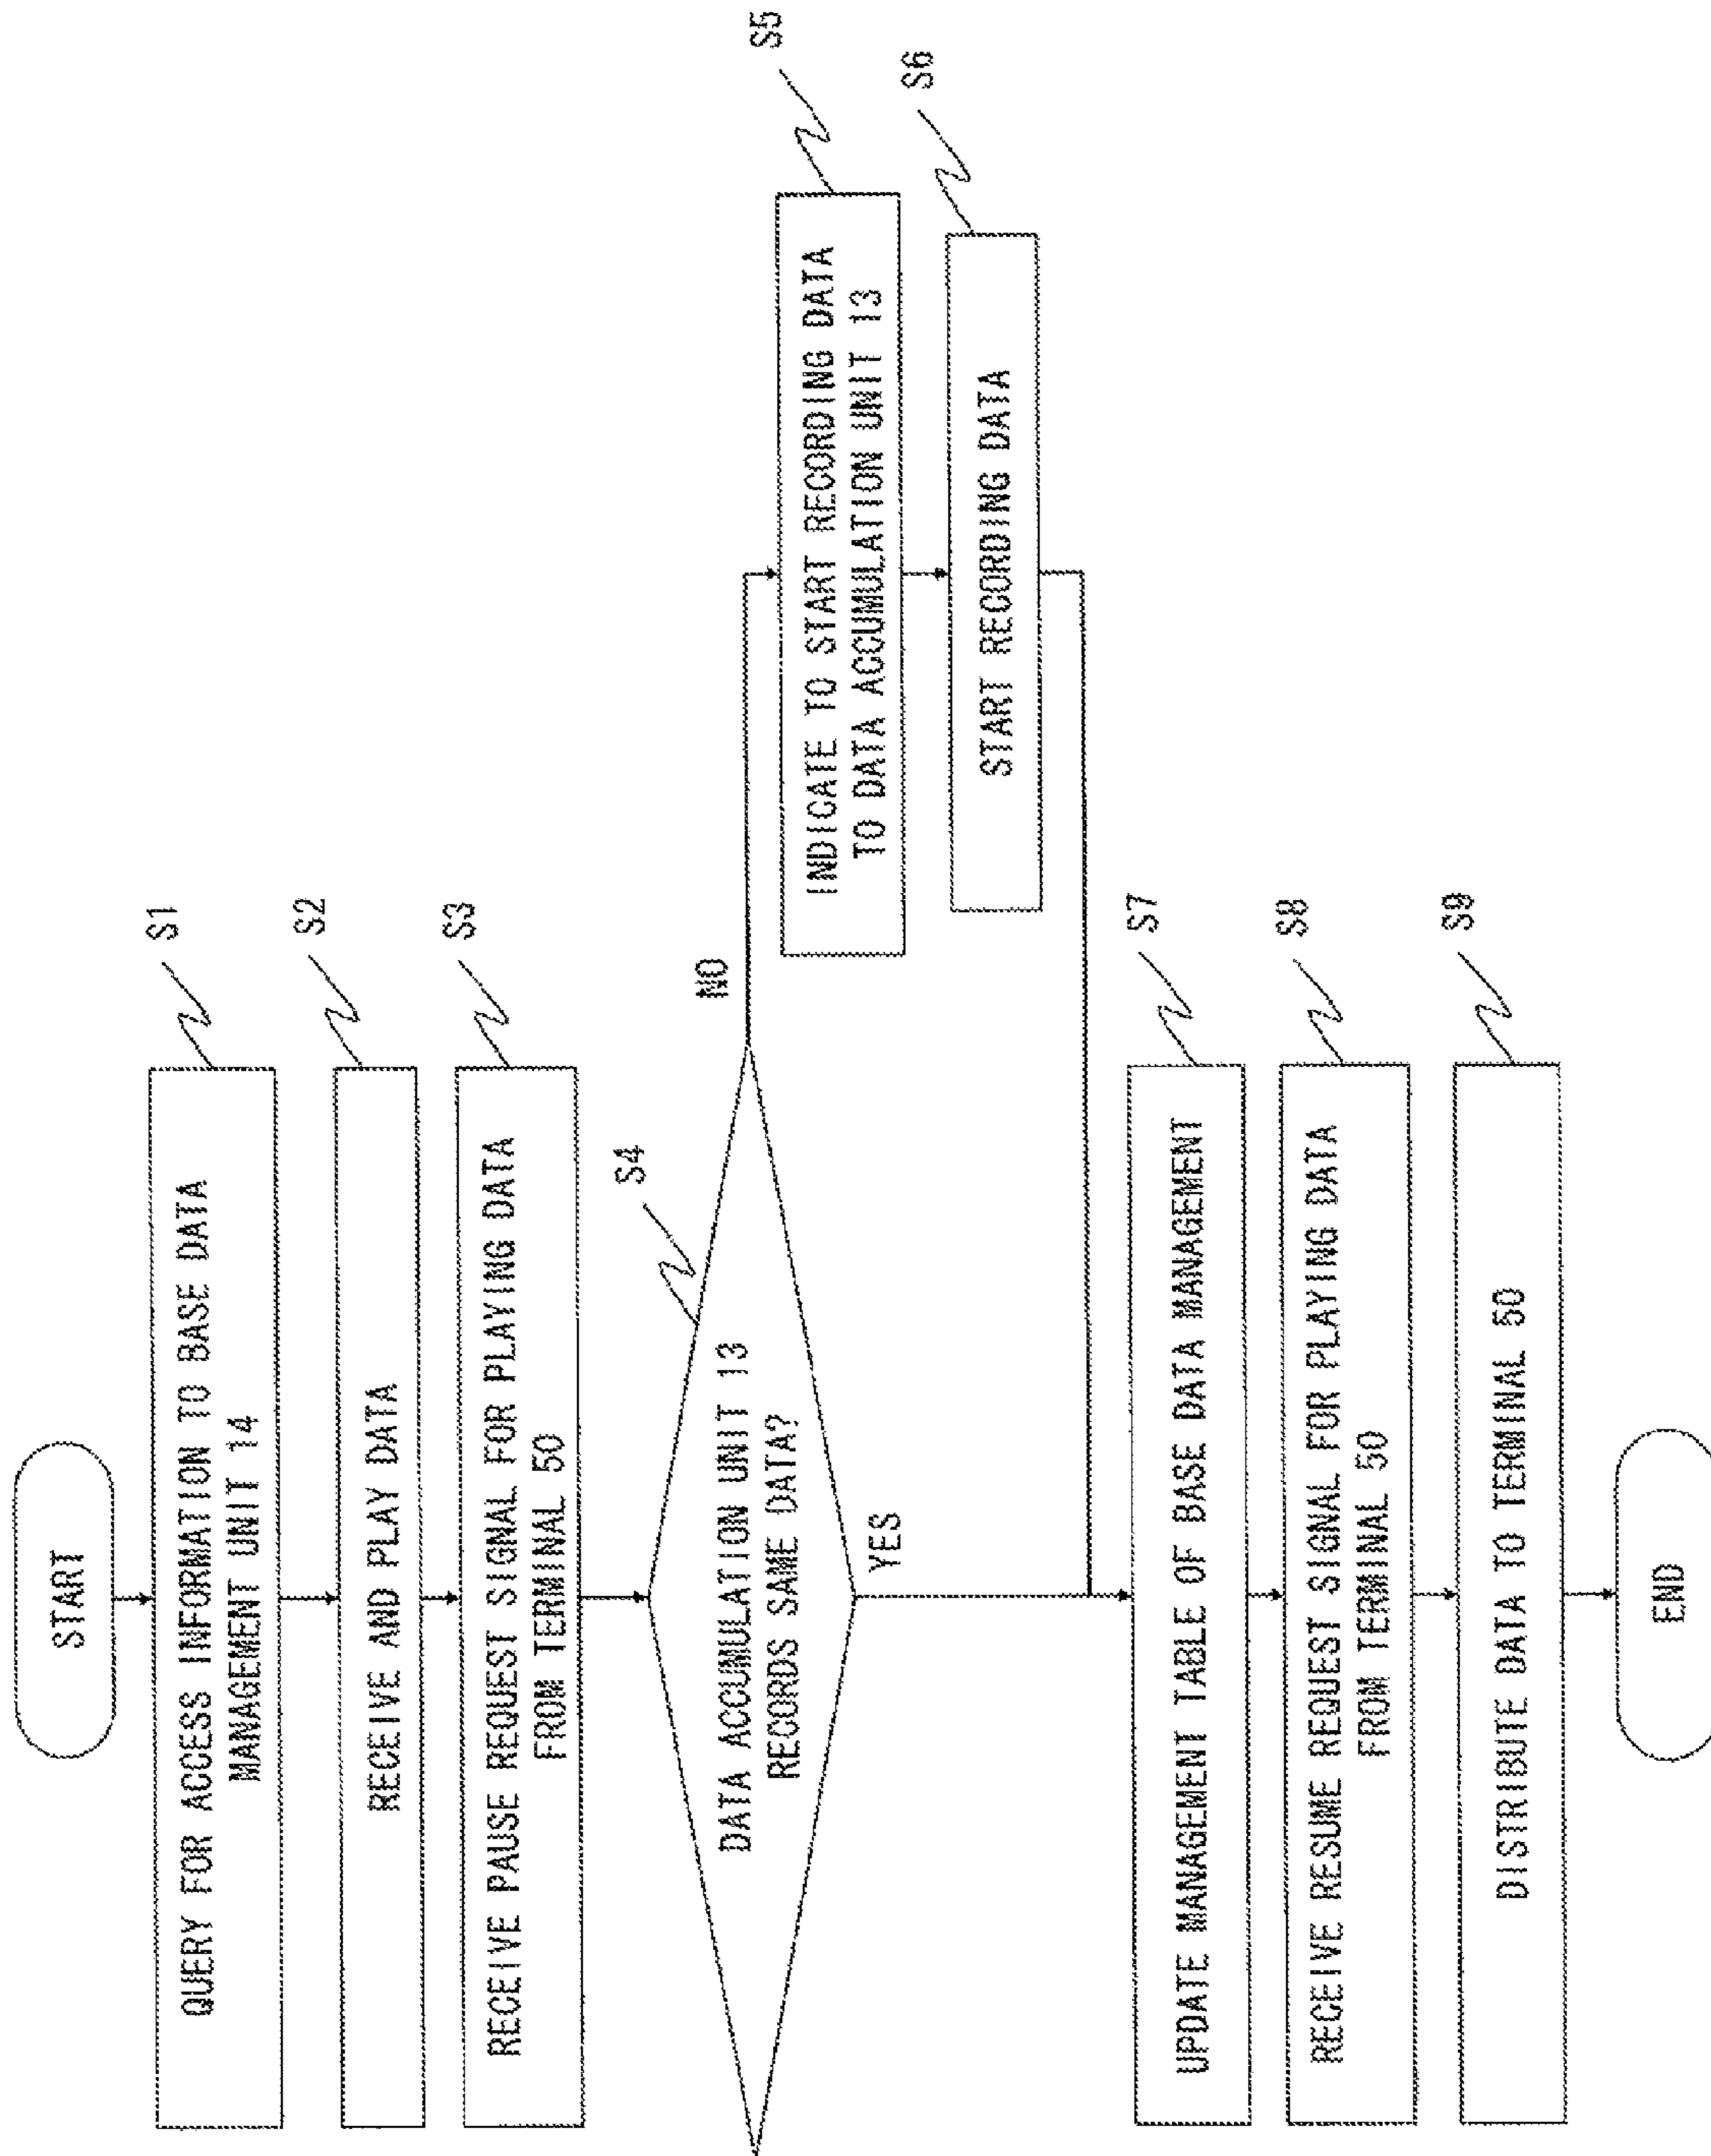 START
QUERY FOR ACCESS INFORMATION TO BASE DATA
MANAGEMENT UNIT 14
S1
RECEIVE AND PLAY DATA
S2
RECEIVE PAUSE REQUEST SIGNAL FOR PLAYING DATA
FROM TERMINAL 50
S3
DATA ACCUMULATION UNIT 13
RECORDS SAME DATA?
S4
NO
YES
INDICATE TO START RECORDING DATA
TO DATA ACCUMULATION UNIT 13
S5
START RECORDING DATA
S6
UPDATE MANAGEMENT TABLE OF BASE DATA MANAGEMENT
S7
RECEIVE RESUME REQUEST SIGNAL FOR PLAYING DATA
FROM TERMINAL 50
S8
DISTRIBUTE DATA TO TERMINAL 50
S9
END